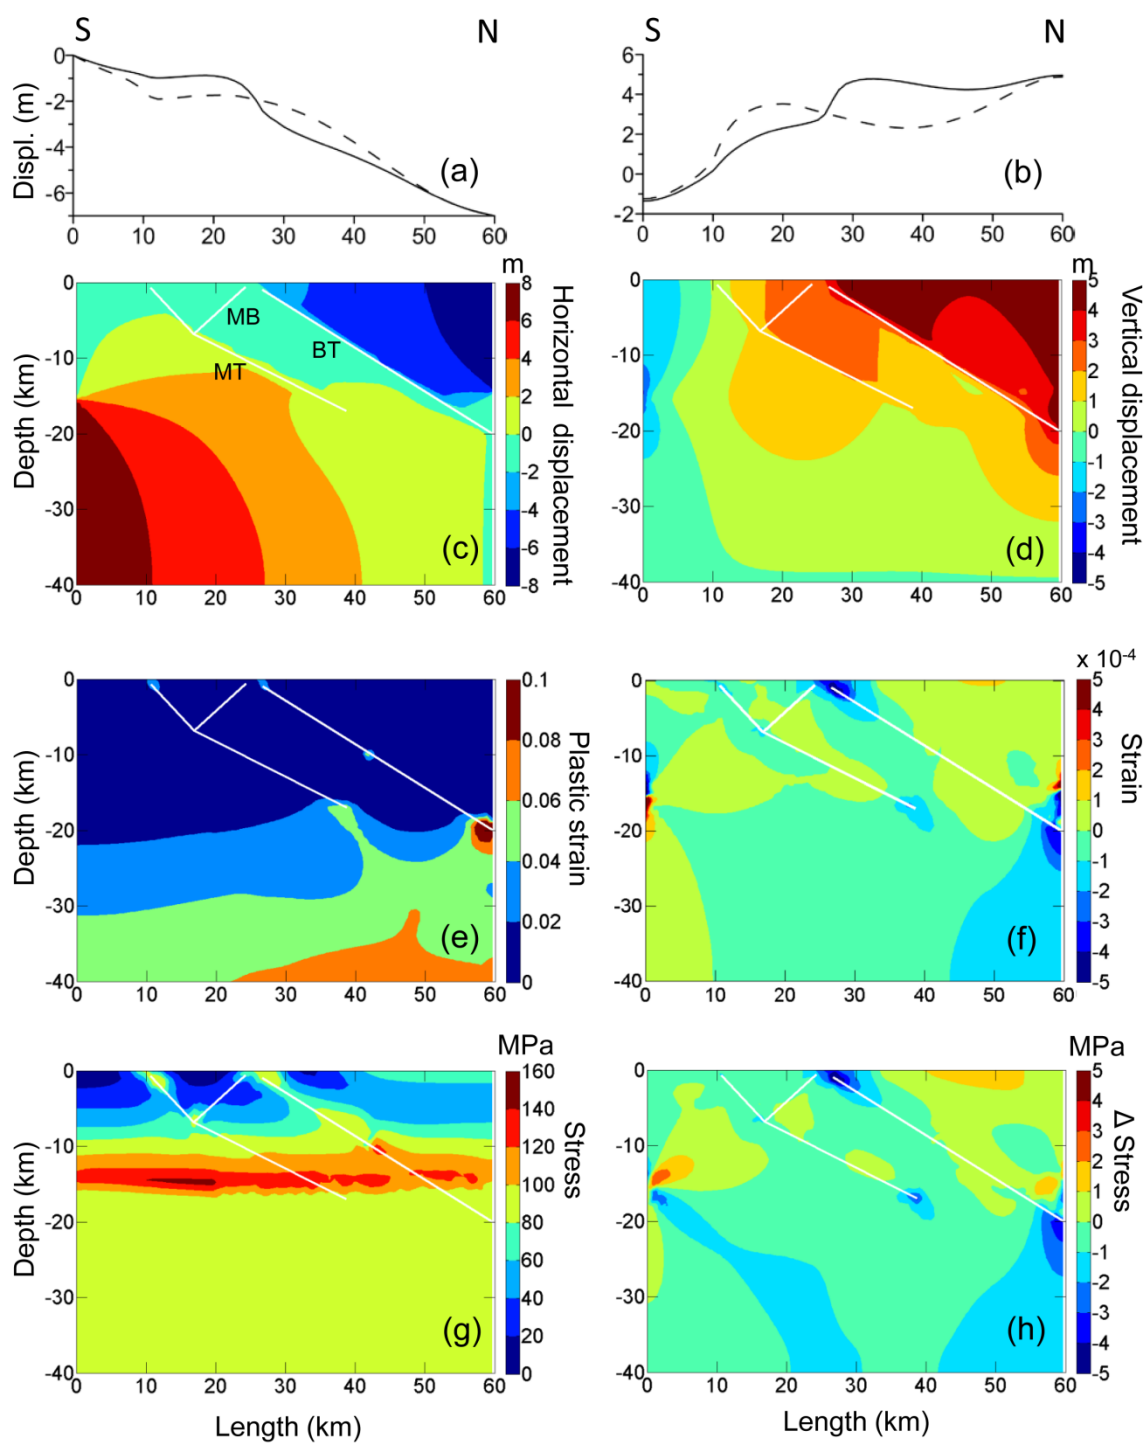 S N
0
-2
-4
-6
Displ. (m)
(a)
0 10 20 30 40 50 60
S N
6
4
2
0
-2
(b)
0 10 20 30 40 50 60
m
0
-10
-20
-30
-40
Depth (km)
MB
BT
MT
(c)
8
6
4
2
0
-2
-4
-6
-8
Horizontal displacement
0 10 20 30 40 50 60
m
0
-10
-20
-30
-40
(d)
5
4
3
2
1
0
-1
-2
-3
-4
-5
Vertical displacement
0 10 20 30 40 50 60
0
-10
-20
-30
-40
Depth (km)
(e)
0.1
0.08
0.06
0.04
0.02
0
Plastic strain
0 10 20 30 40 50 60
x 10-4
0
-10
-20
-30
-40
(f)
5
4
3
2
1
0
-1
-2
-3
-4
-5
Strain
0 10 20 30 40 50 60
MPa
0
-10
-20
-30
-40
Depth (km)
(g)
160
140
120
100
80
60
40
20
0
Stress
0 10 20 30 40 50 60
Length (km)
MPa
0
-10
-20
-30
-40
(h)
5
4
3
2
1
0
-1
-2
-3
-4
-5
Δ Stress
0 10 20 30 40 50 60
Length (km)